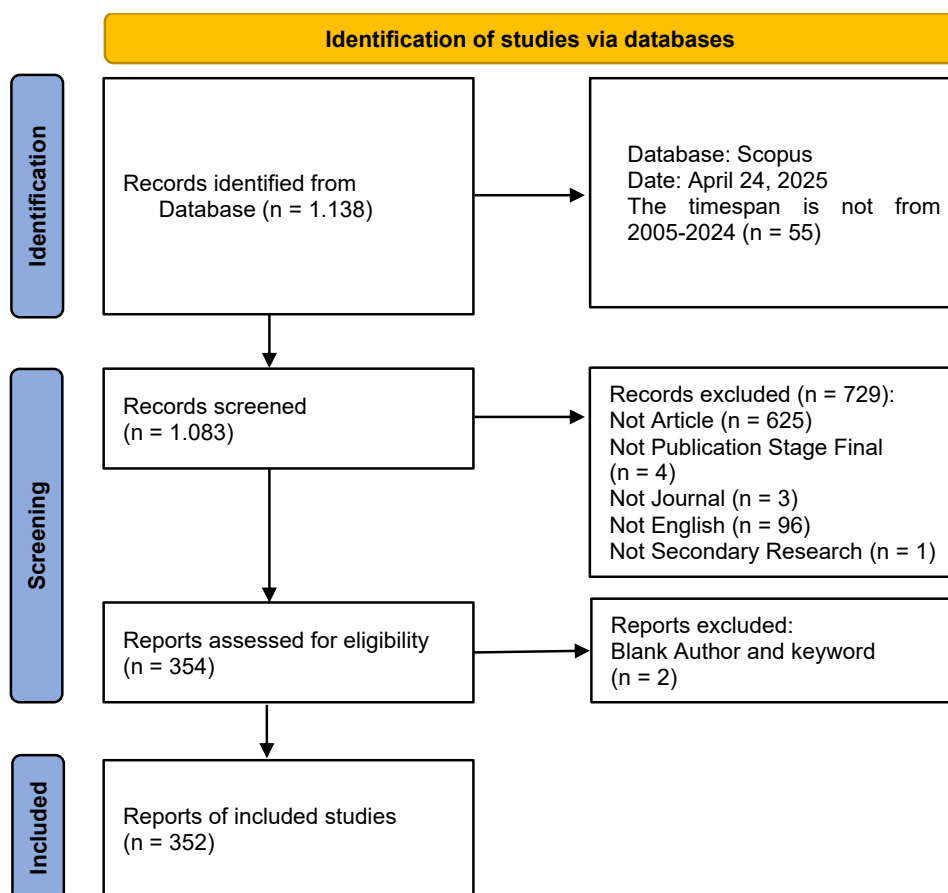 Identification of studies via databases
Identification
Records identified from
Database (n = 1.138)
Database: Scopus
Date: April 24, 2025
The timespan is not from
2005-2024 (n = 55)
Screening
Records screened
(n = 1.083)
Records excluded (n = 729):
Not Article (n = 625)
Not Publication Stage Final
(n = 4)
Not Journal (n = 3)
Not English (n = 96)
Not Secondary Research (n = 1)
Reports assessed for eligibility
(n = 354)
Reports excluded:
Blank Author and keyword
(n = 2)
Included
Reports of included studies
(n = 352)